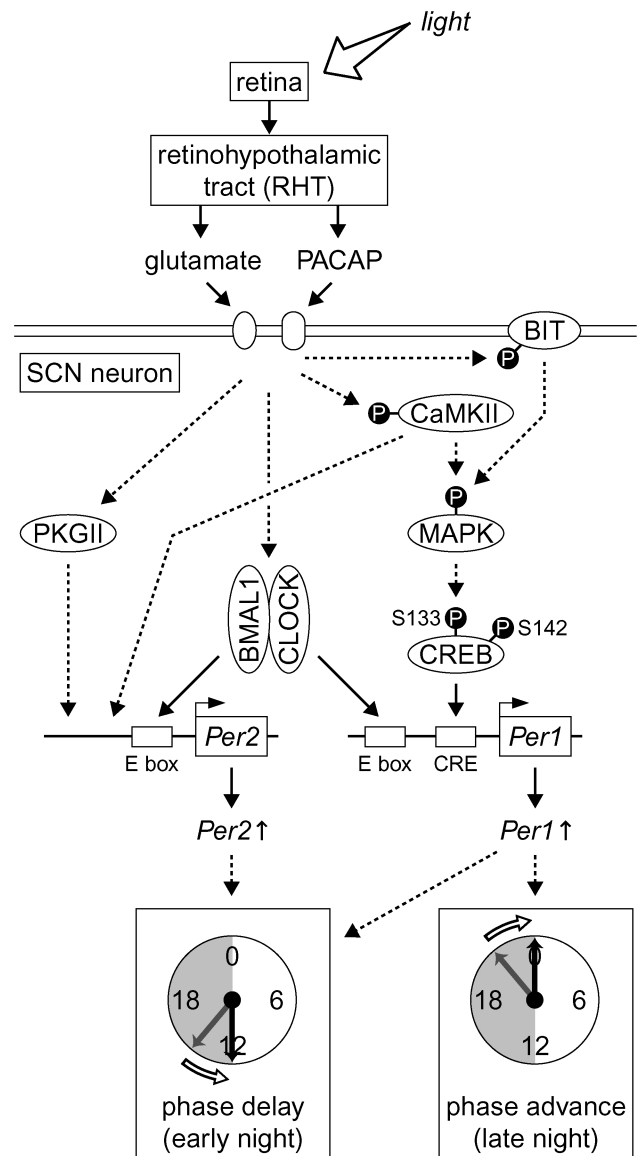 light
retina
retinohypothalamic
tract (RHT)
glutamate
PACAP
BIT
P
SCN neuron
P
CaMKII
P
PKGII
MAPK
BMAL1
CLOCK
S133
P
P
S142
CREB
Per2
Per1
E box
E box
CRE
Per2↑
Per1↑
0
18
6
12
0
18
6
12
phase delay
(early night)
phase advance
(late night)